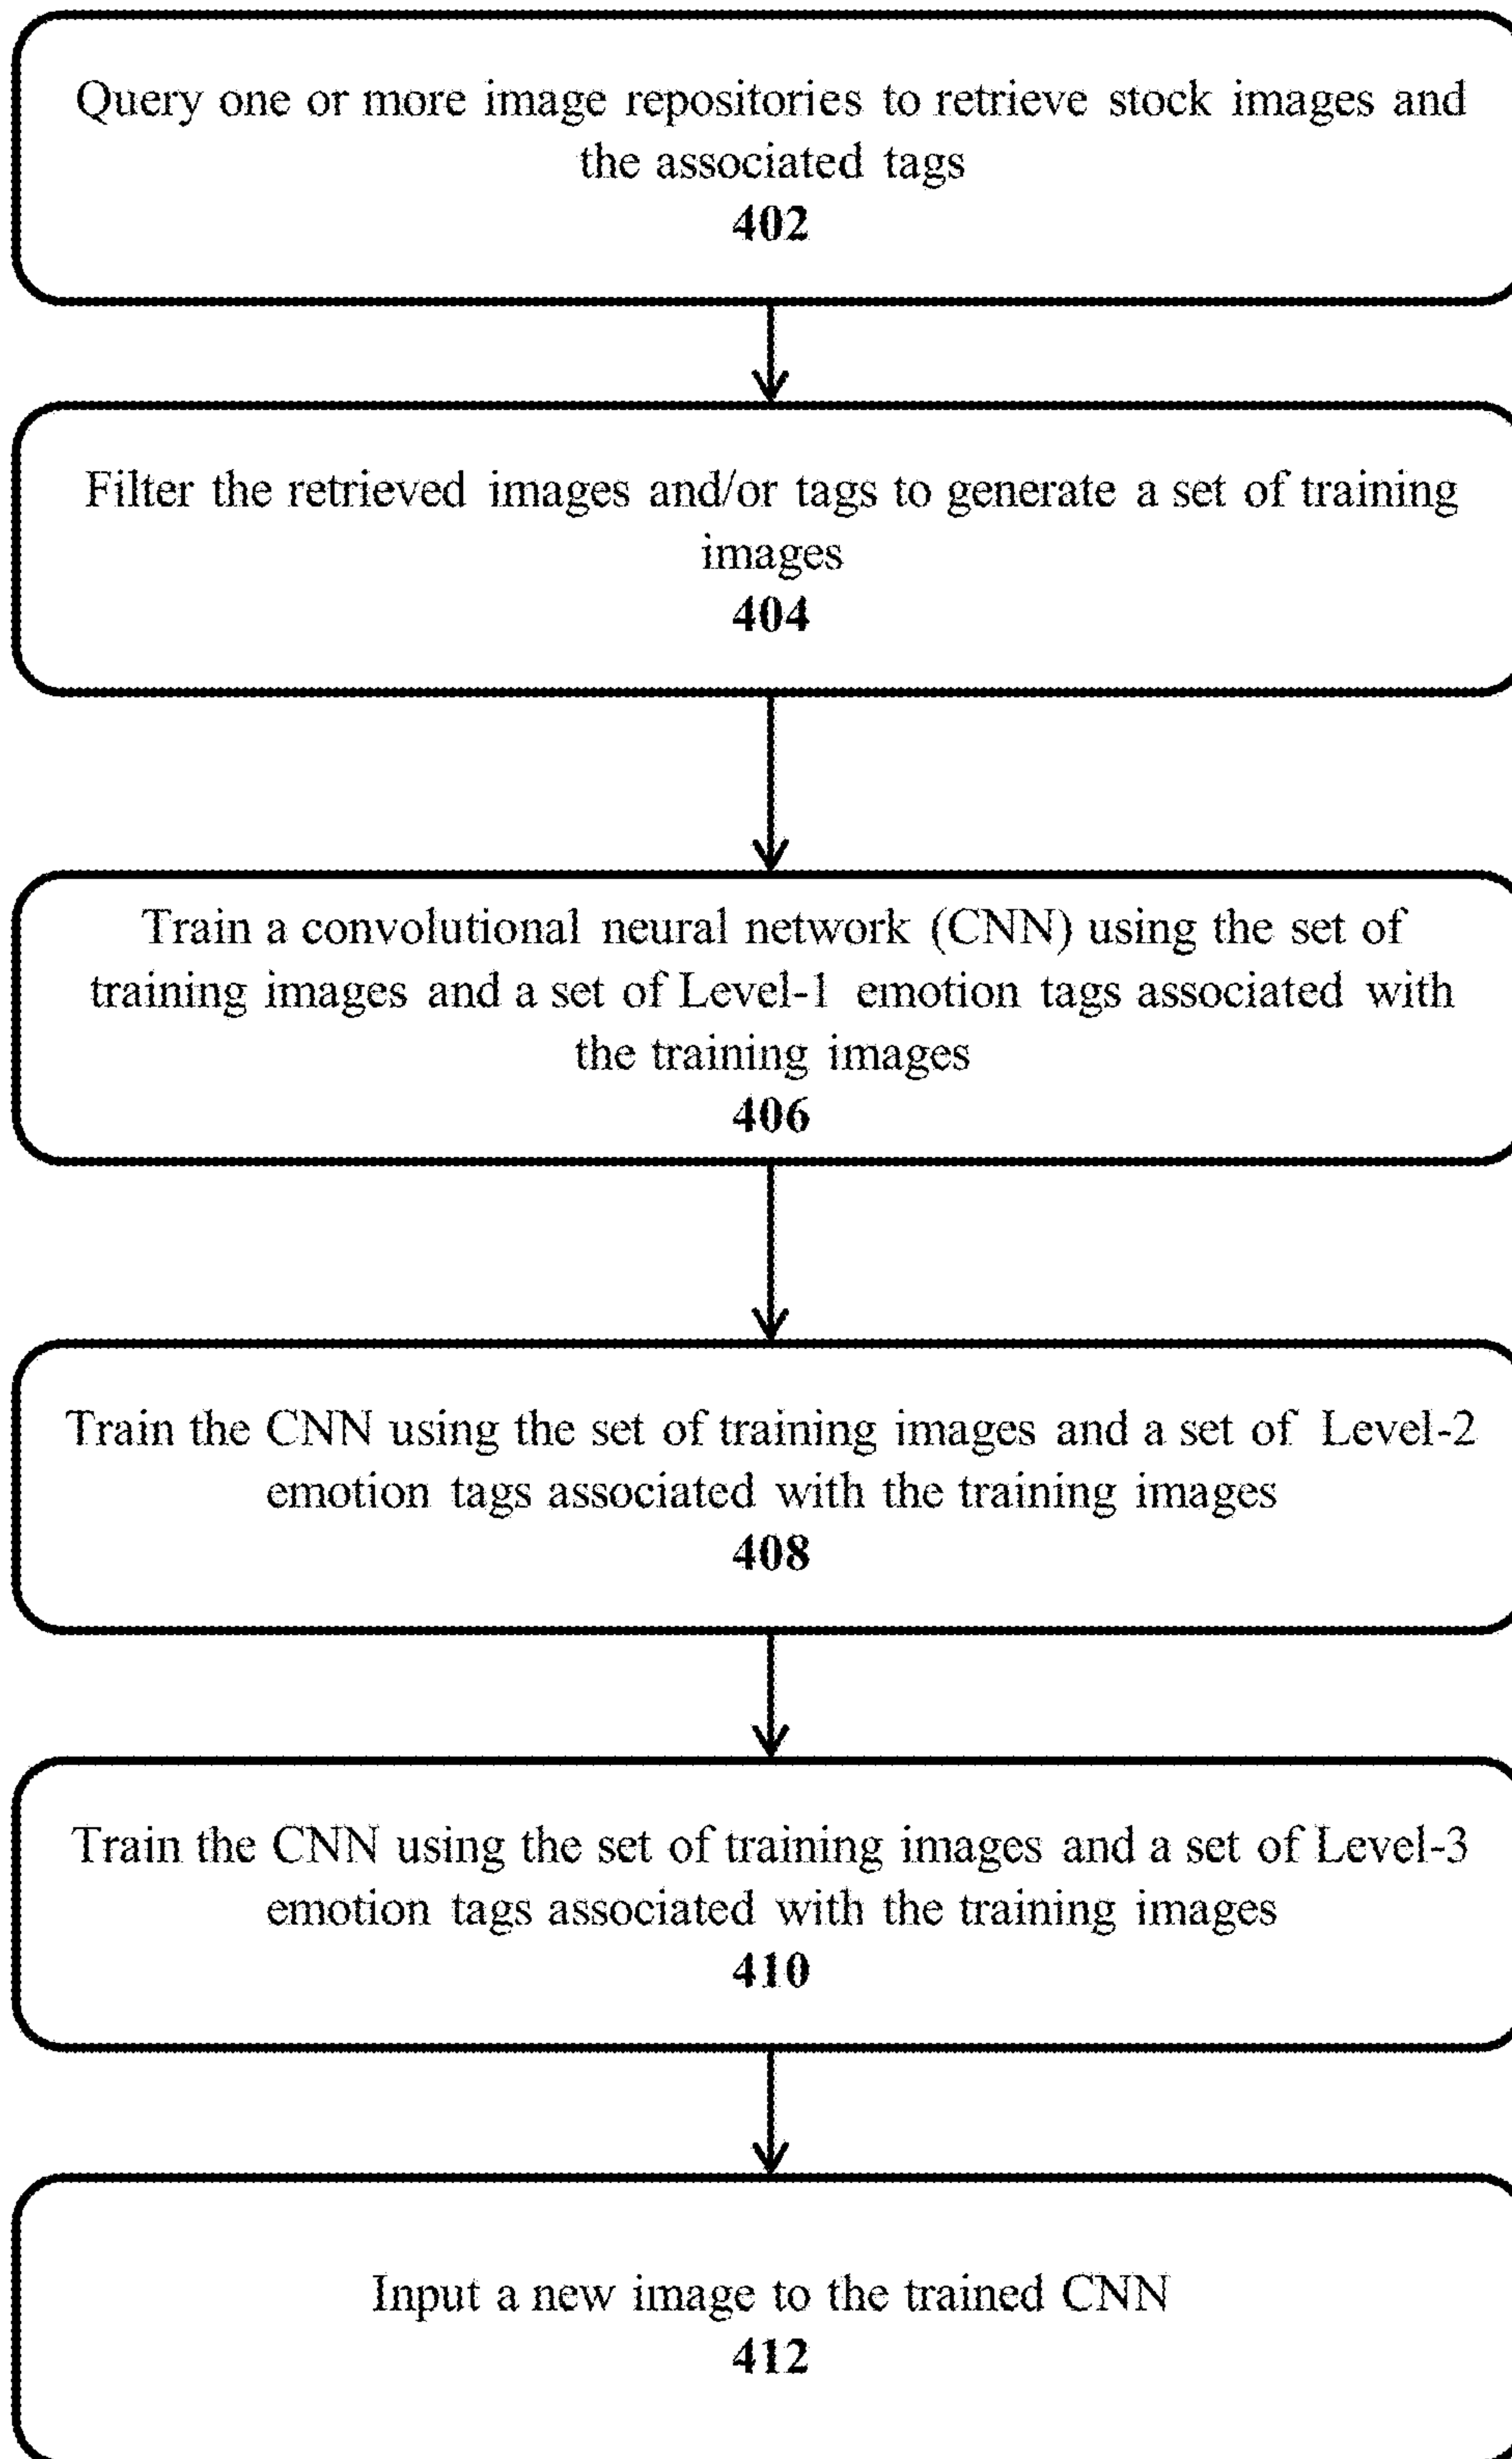 Query one or more image repositories to retrieve stock images and
the associated tags
402
Filter the retrieved images and/or tags to generate a set of training
images
404
Train a convolutional neural network (CNN) using the set of
training images and a set of Level-1 emotion tags associated with
the training images
406
Train the CNN using the set of training images and a set of Level-2
emotion tags associated with the training images
408
Train the CNN using the set of training images and a set of Level-3
emotion tags associated with the training images
410
Input a new image to the trained CNN
412